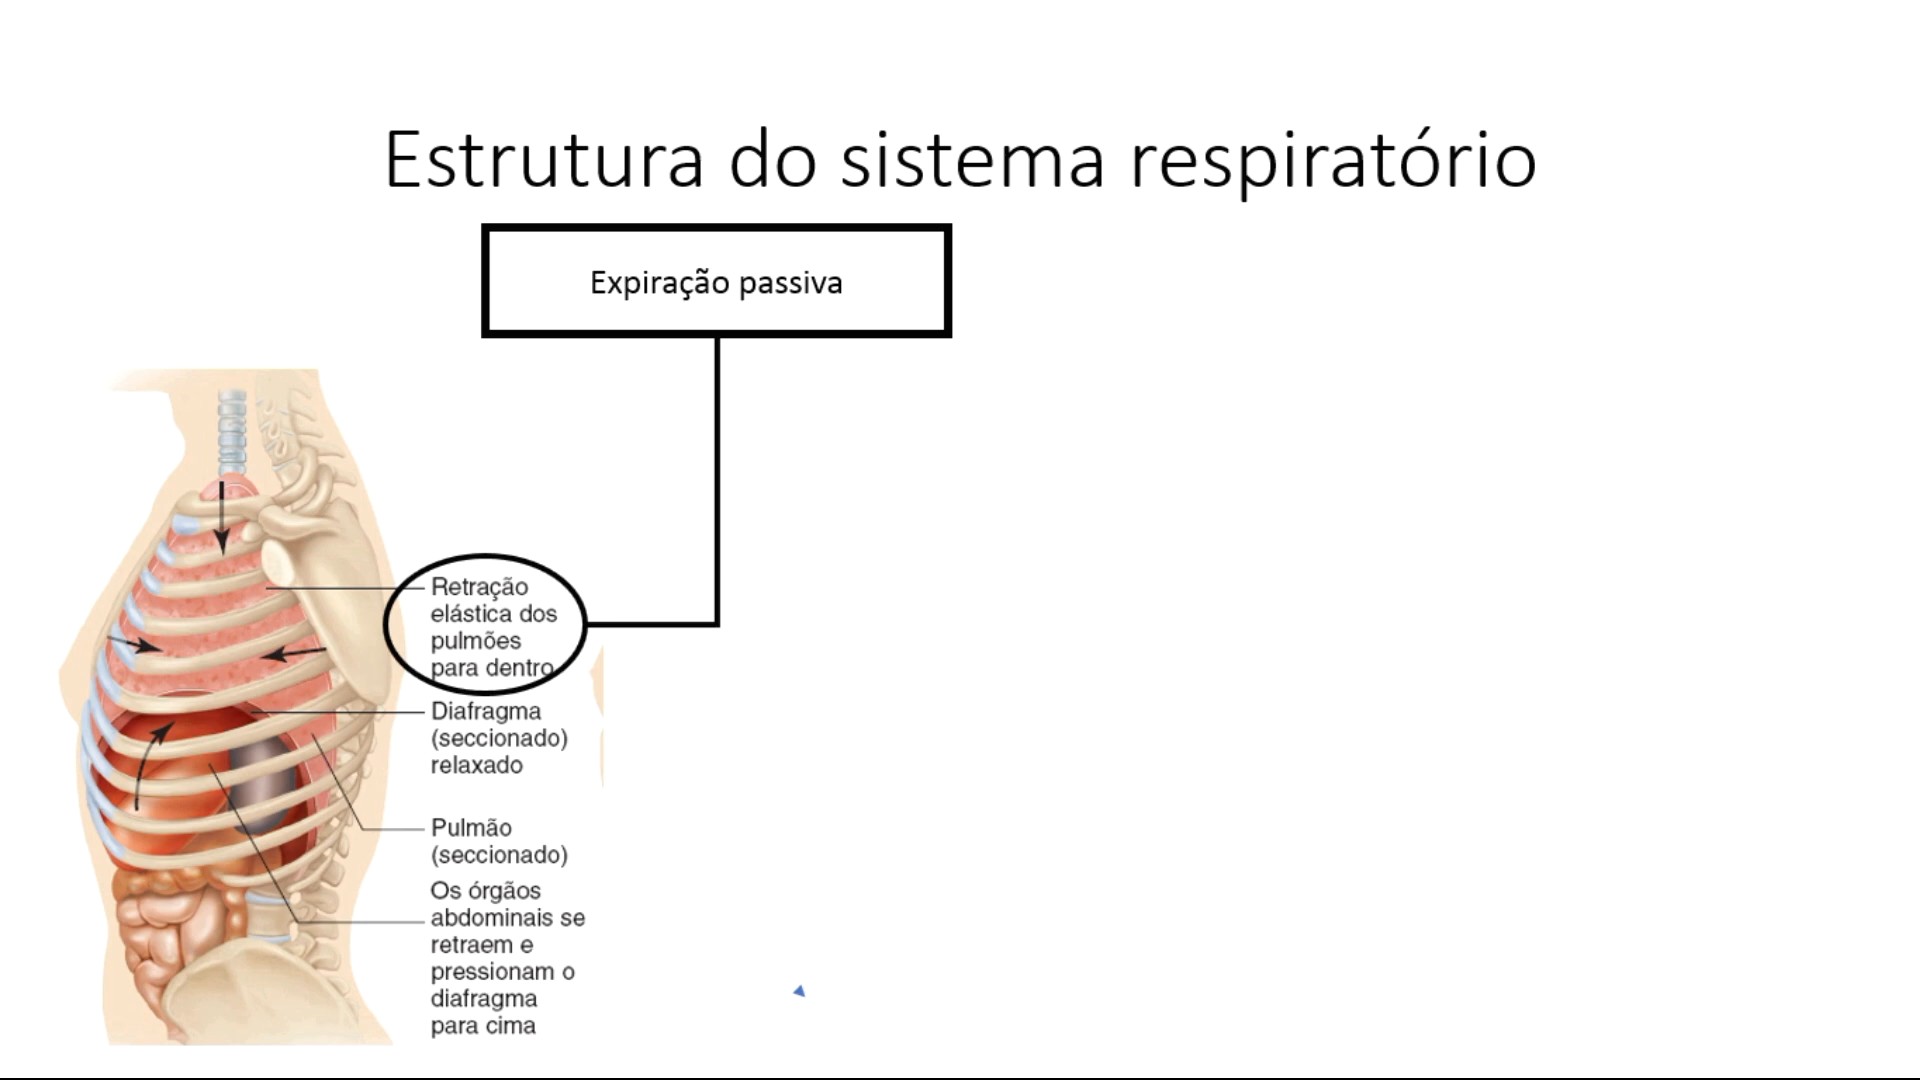 Estrutura do sistema respiratório
Expiração passiva
Retração
elástica dos
pulmões
para dentro
Diafragma
(seccionado)
relaxado
Pulmão
(seccionado)
Os órgãos
abdominais se
retraem e
pressionam o
diafragma
para cima